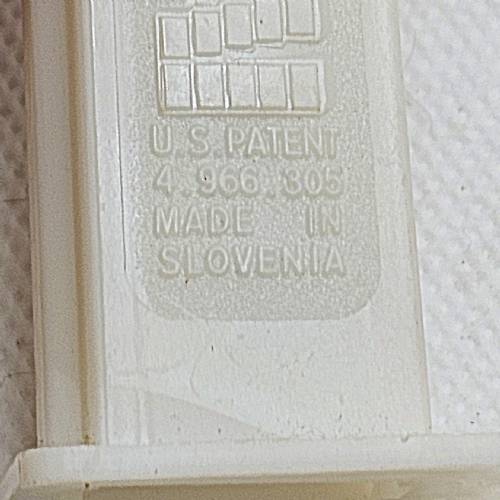 U.S. PATENT
4.966.305
MADE IN
SLOVENIA